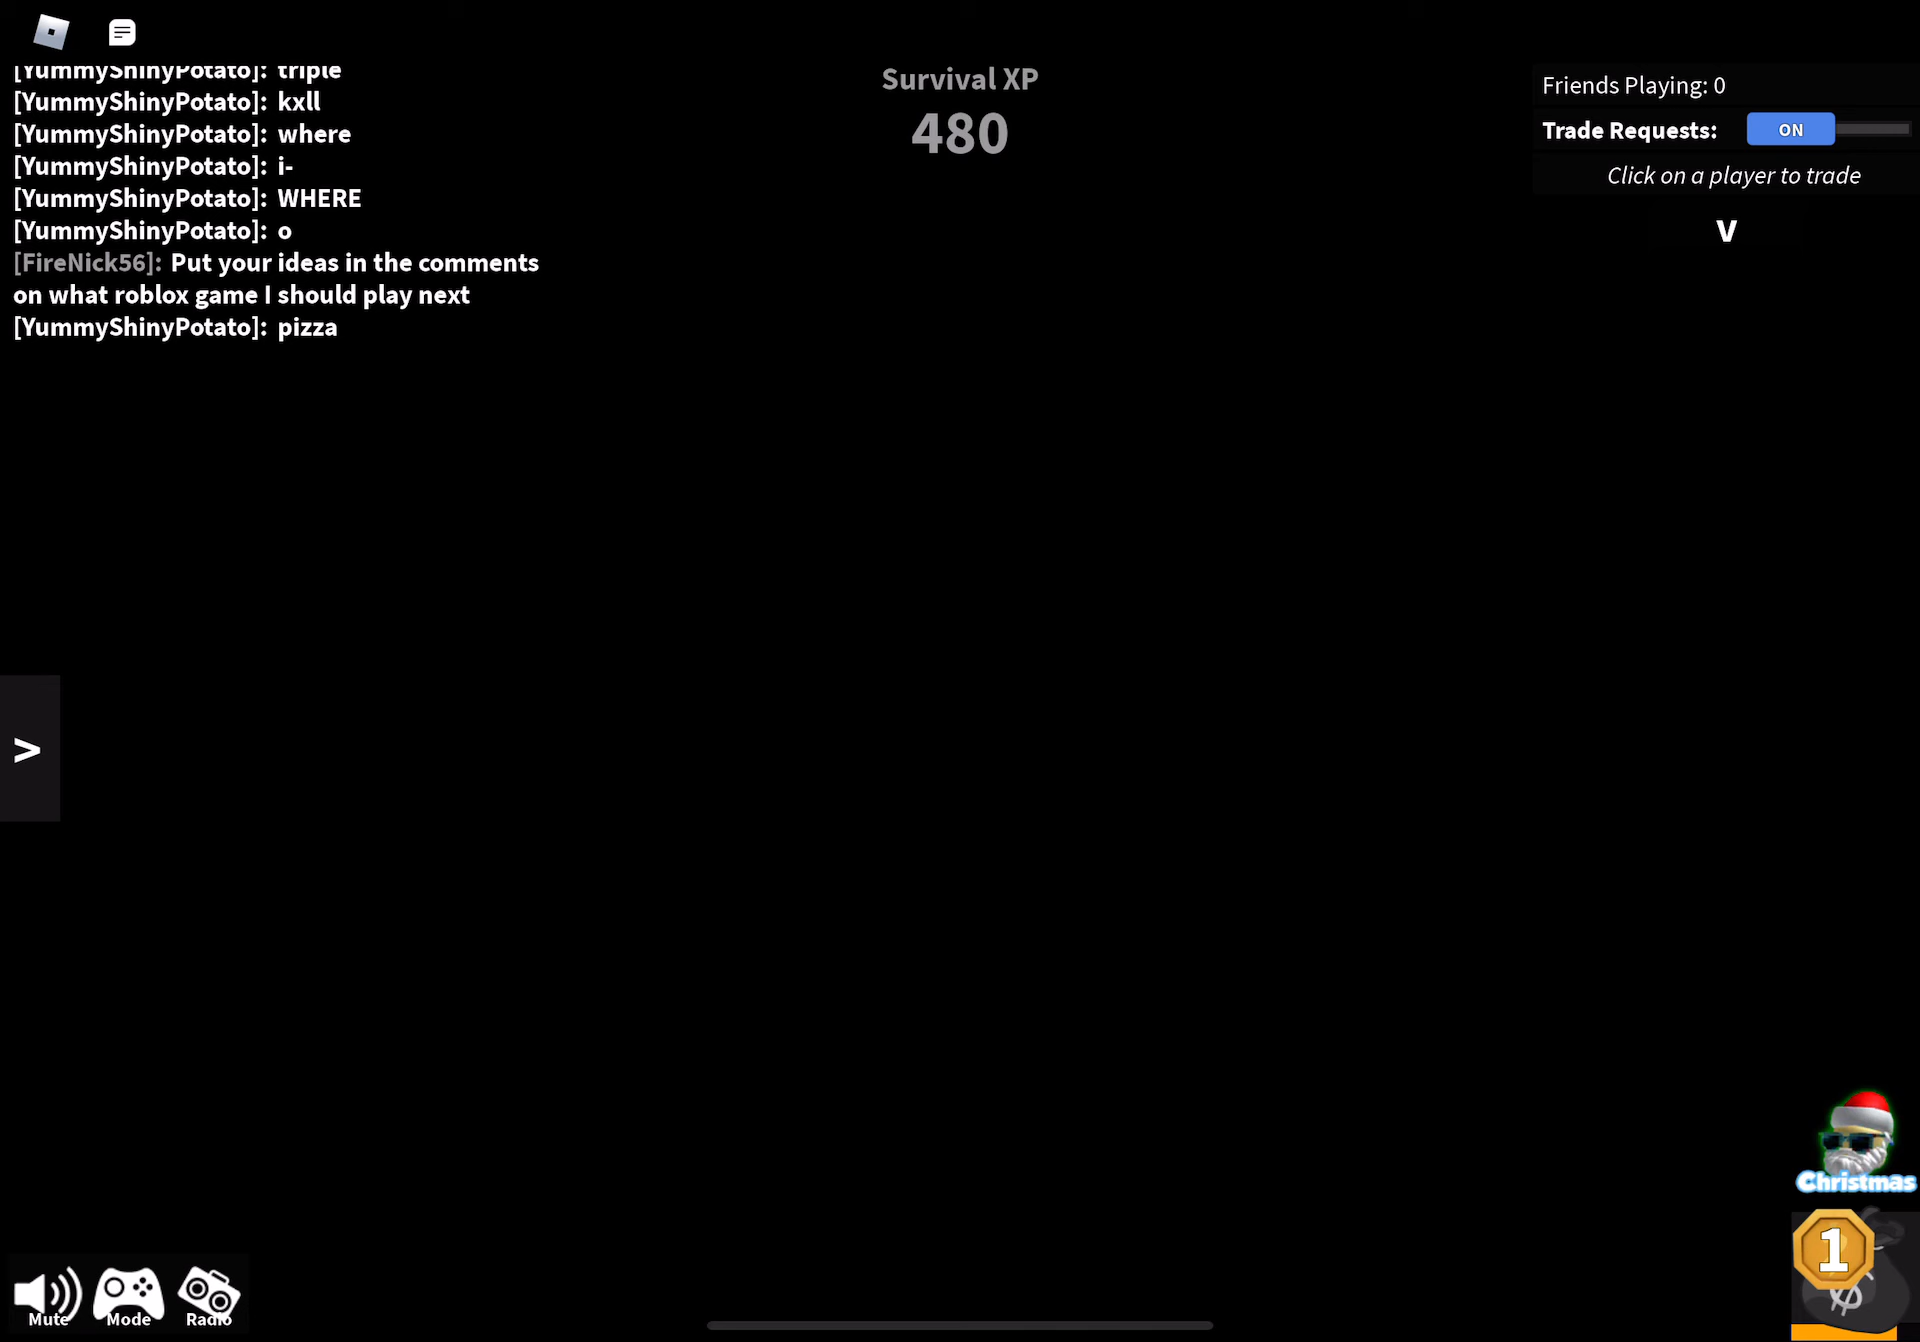 [YummyShinyPotato]: triple
[YummyShinyPotato]: kxll
[YummyShinyPotato]: where
[YummyShinyPotato]: i-
[YummyShinyPotato]: WHERE
[YummyShinyPotato]: o
[FireNick56]: Put your ideas in the comments
on what roblox game I should play next
[YummyShinyPotato]: pizza
Survival XP
480
Friends Playing: 0
Trade Requests: ON
Click on a player to trade
V
>
Christmas
1
$
Mute Mode Radio